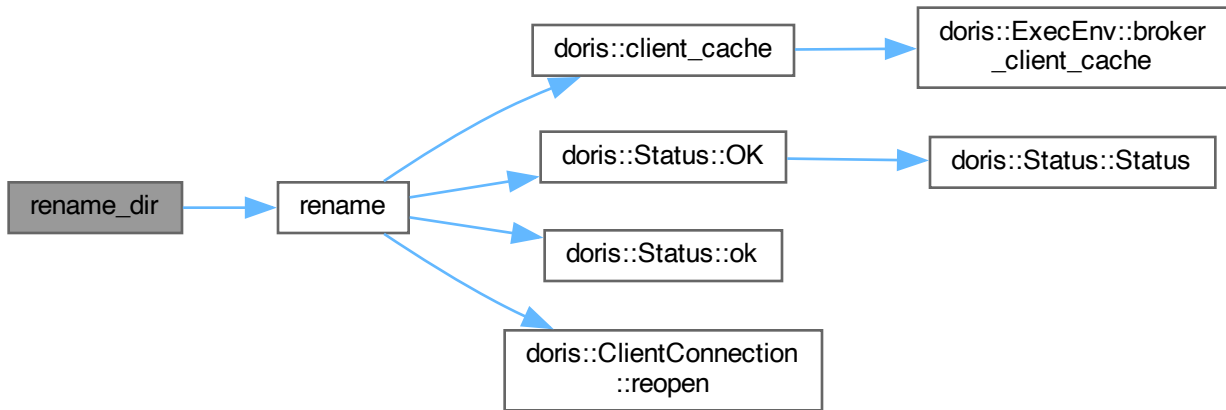 rename_dir
rename
doris::client_cache
doris::ExecEnv::broker
_client_cache
doris::Status::OK
doris::Status::Status
doris::Status::ok
doris::ClientConnection
::reopen